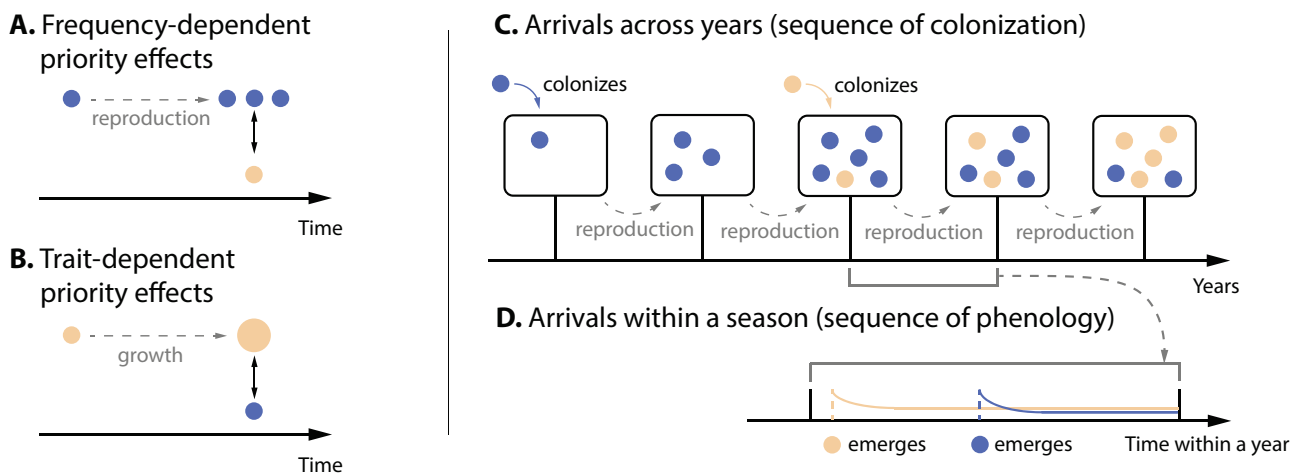 A. Frequency-dependent
priority effects
reproduction
Time
B. Trait-dependent
priority effects
growth
Time
C. Arrivals across years (sequence of colonization)
colonizes
colonizes
reproduction
reproduction
reproduction
reproduction
Years
D. Arrivals within a season (sequence of phenology)
emerges
emerges
Time within a year